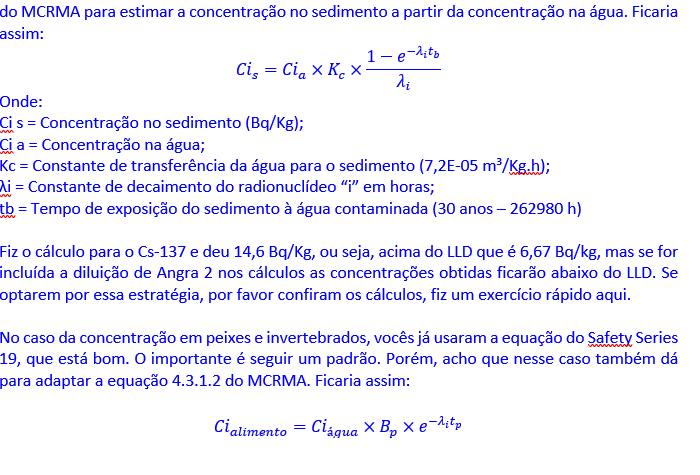 do MCRMA para estimar a concentração no sedimento a partir da concentração na água. Ficaria
assim:
Ci_s = Ci_a × K_c × (1 − e^(−λ_i t_b)) / λ_i
Onde:
Ci s = Concentração no sedimento (Bq/Kg);
Ci a = Concentração na água;
Kc = Constante de transferência da água para o sedimento (7,2E-05 m³/Kg.h);
λi = Constante de decaimento do radionuclídeo “i” em horas;
tb = Tempo de exposição do sedimento à água contaminada (30 anos – 262980 h)
Fiz o cálculo para o Cs-137 e deu 14,6 Bq/Kg, ou seja, acima do LLD que é 6,67 Bq/kg, mas se for
incluída a diluição de Angra 2 nos cálculos as concentrações obtidas ficarão abaixo do LLD. Se
optarem por essa estratégia, por favor confiram os cálculos, fiz um exercício rápido aqui.
No caso da concentração em peixes e invertebrados, vocês já usaram a equação do Safety Series
19, que está bom. O importante é seguir um padrão. Porém, acho que nesse caso também dá
para adaptar a equação 4.3.1.2 do MCRMA. Ficaria assim:
Ci_alimento = Ci_água × B_p × e^(−λ_i t_p)